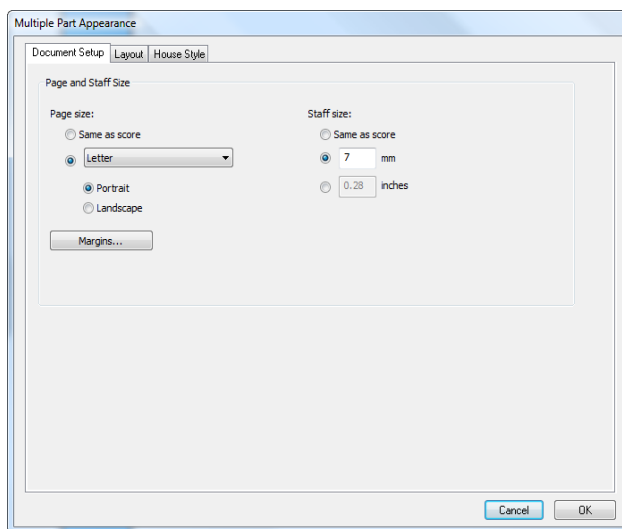 Multiple Part Appearance
Document Setup Layout House Style
Page and Staff Size
Page size: Staff size:
Same as score Same as score
Letter 7 mm
Portrait 0.28 inches
Landscape
Margins...
Cancel OK